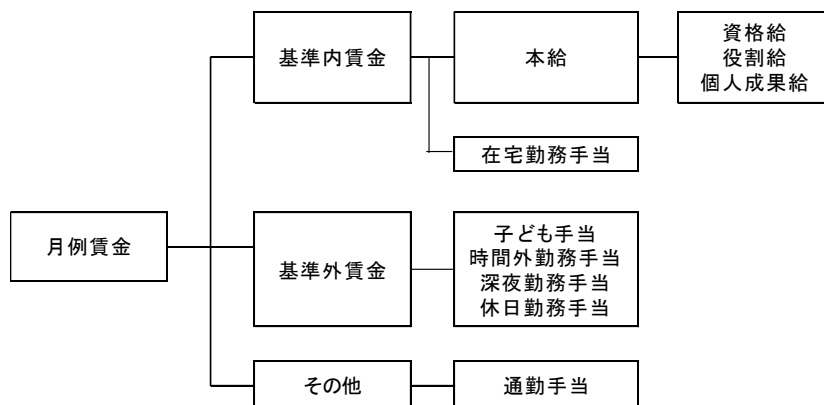 月例賃金
基準内賃金
本給
資格給
役割給
個人成果給
在宅勤務手当
基準外賃金
子ども手当
時間外勤務手当
深夜勤務手当
休日勤務手当
その他
通勤手当